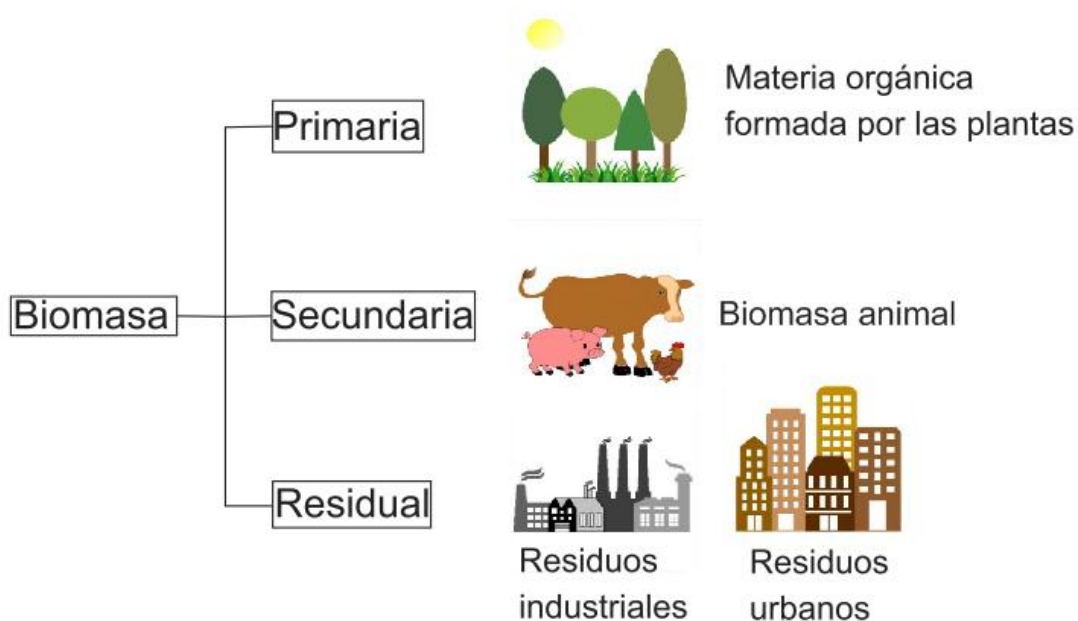 Primaria
Materia orgánica
formada por las plantas
Biomasa
Secundaria
Biomasa animal
Residual
Residuos
industriales
Residuos
urbanos